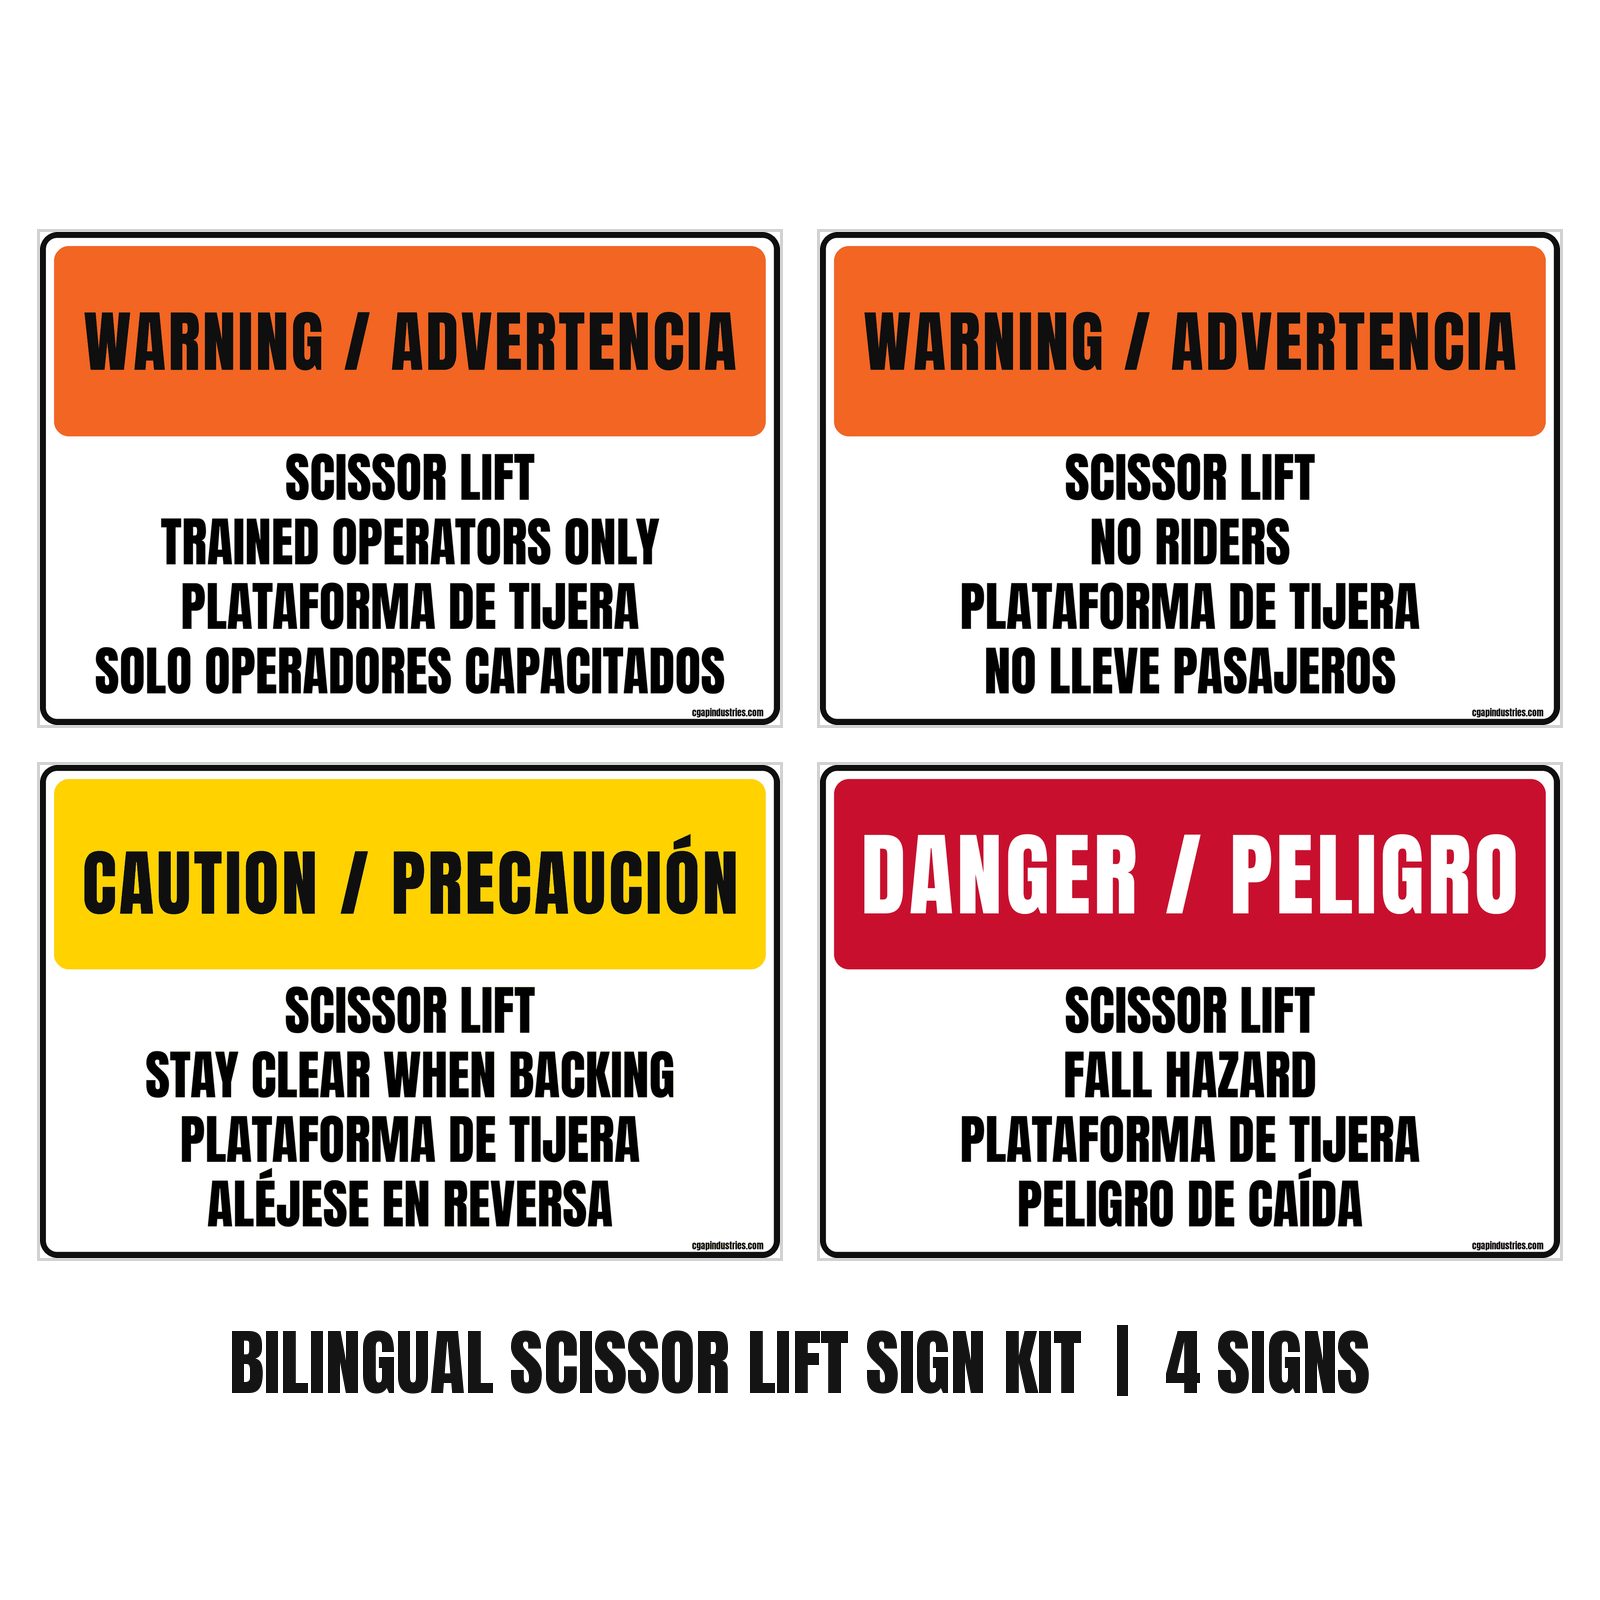 WARNING / ADVERTENCIA
SCISSOR LIFT
TRAINED OPERATORS ONLY
PLATAFORMA DE TIJERA
SOLO OPERADORES CAPACITADOS
cgapindustries.com
WARNING / ADVERTENCIA
SCISSOR LIFT
NO RIDERS
PLATAFORMA DE TIJERA
NO LLEVE PASAJEROS
cgapindustries.com
CAUTION / PRECAUCIÓN
SCISSOR LIFT
STAY CLEAR WHEN BACKING
PLATAFORMA DE TIJERA
ALÉJESE EN REVERSA
cgapindustries.com
DANGER / PELIGRO
SCISSOR LIFT
FALL HAZARD
PLATAFORMA DE TIJERA
PELIGRO DE CAÍDA
cgapindustries.com
BILINGUAL SCISSOR LIFT SIGN KIT | 4 SIGNS